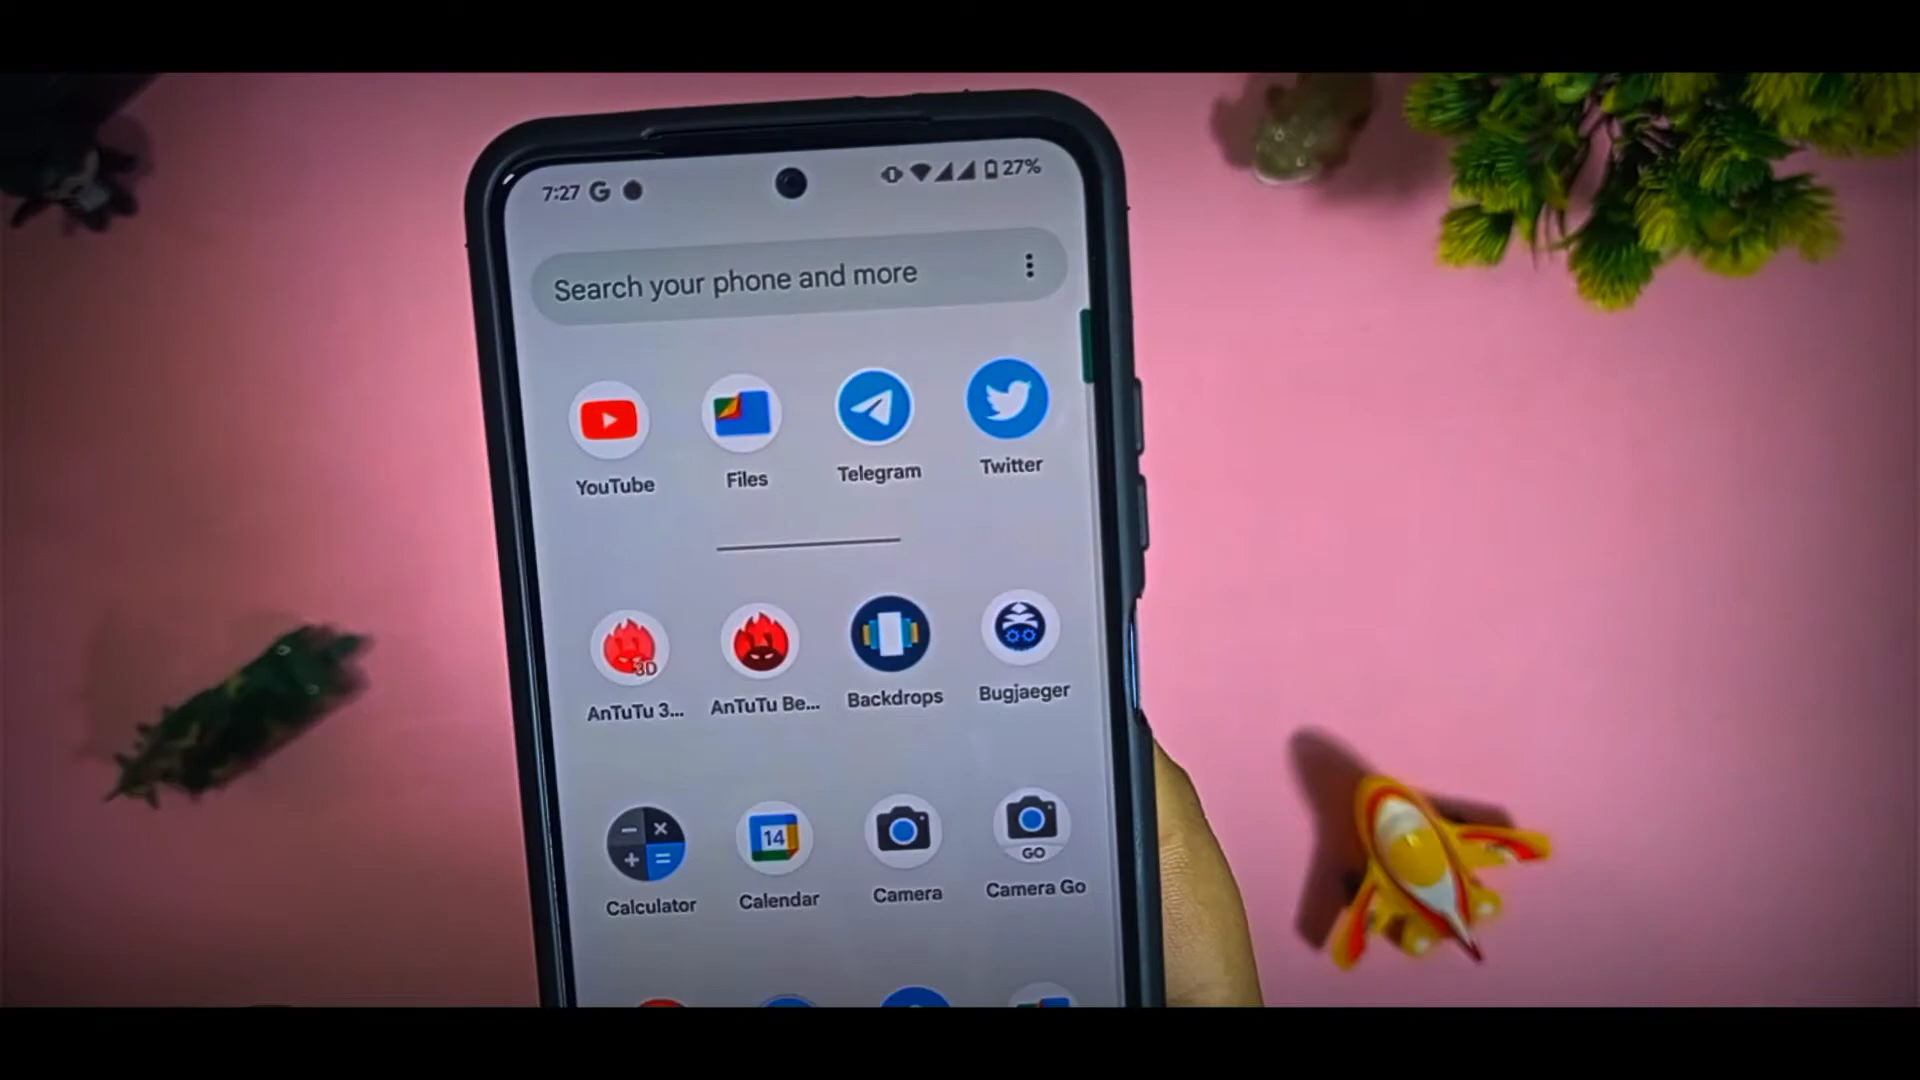 7:27 G 27%
Search your phone and more
YouTube Files Telegram Twitter
3D
AnTuTu 3... AnTuTu Be... Backdrops Bugjaeger
14 GO
Calculator Calendar Camera Camera Go